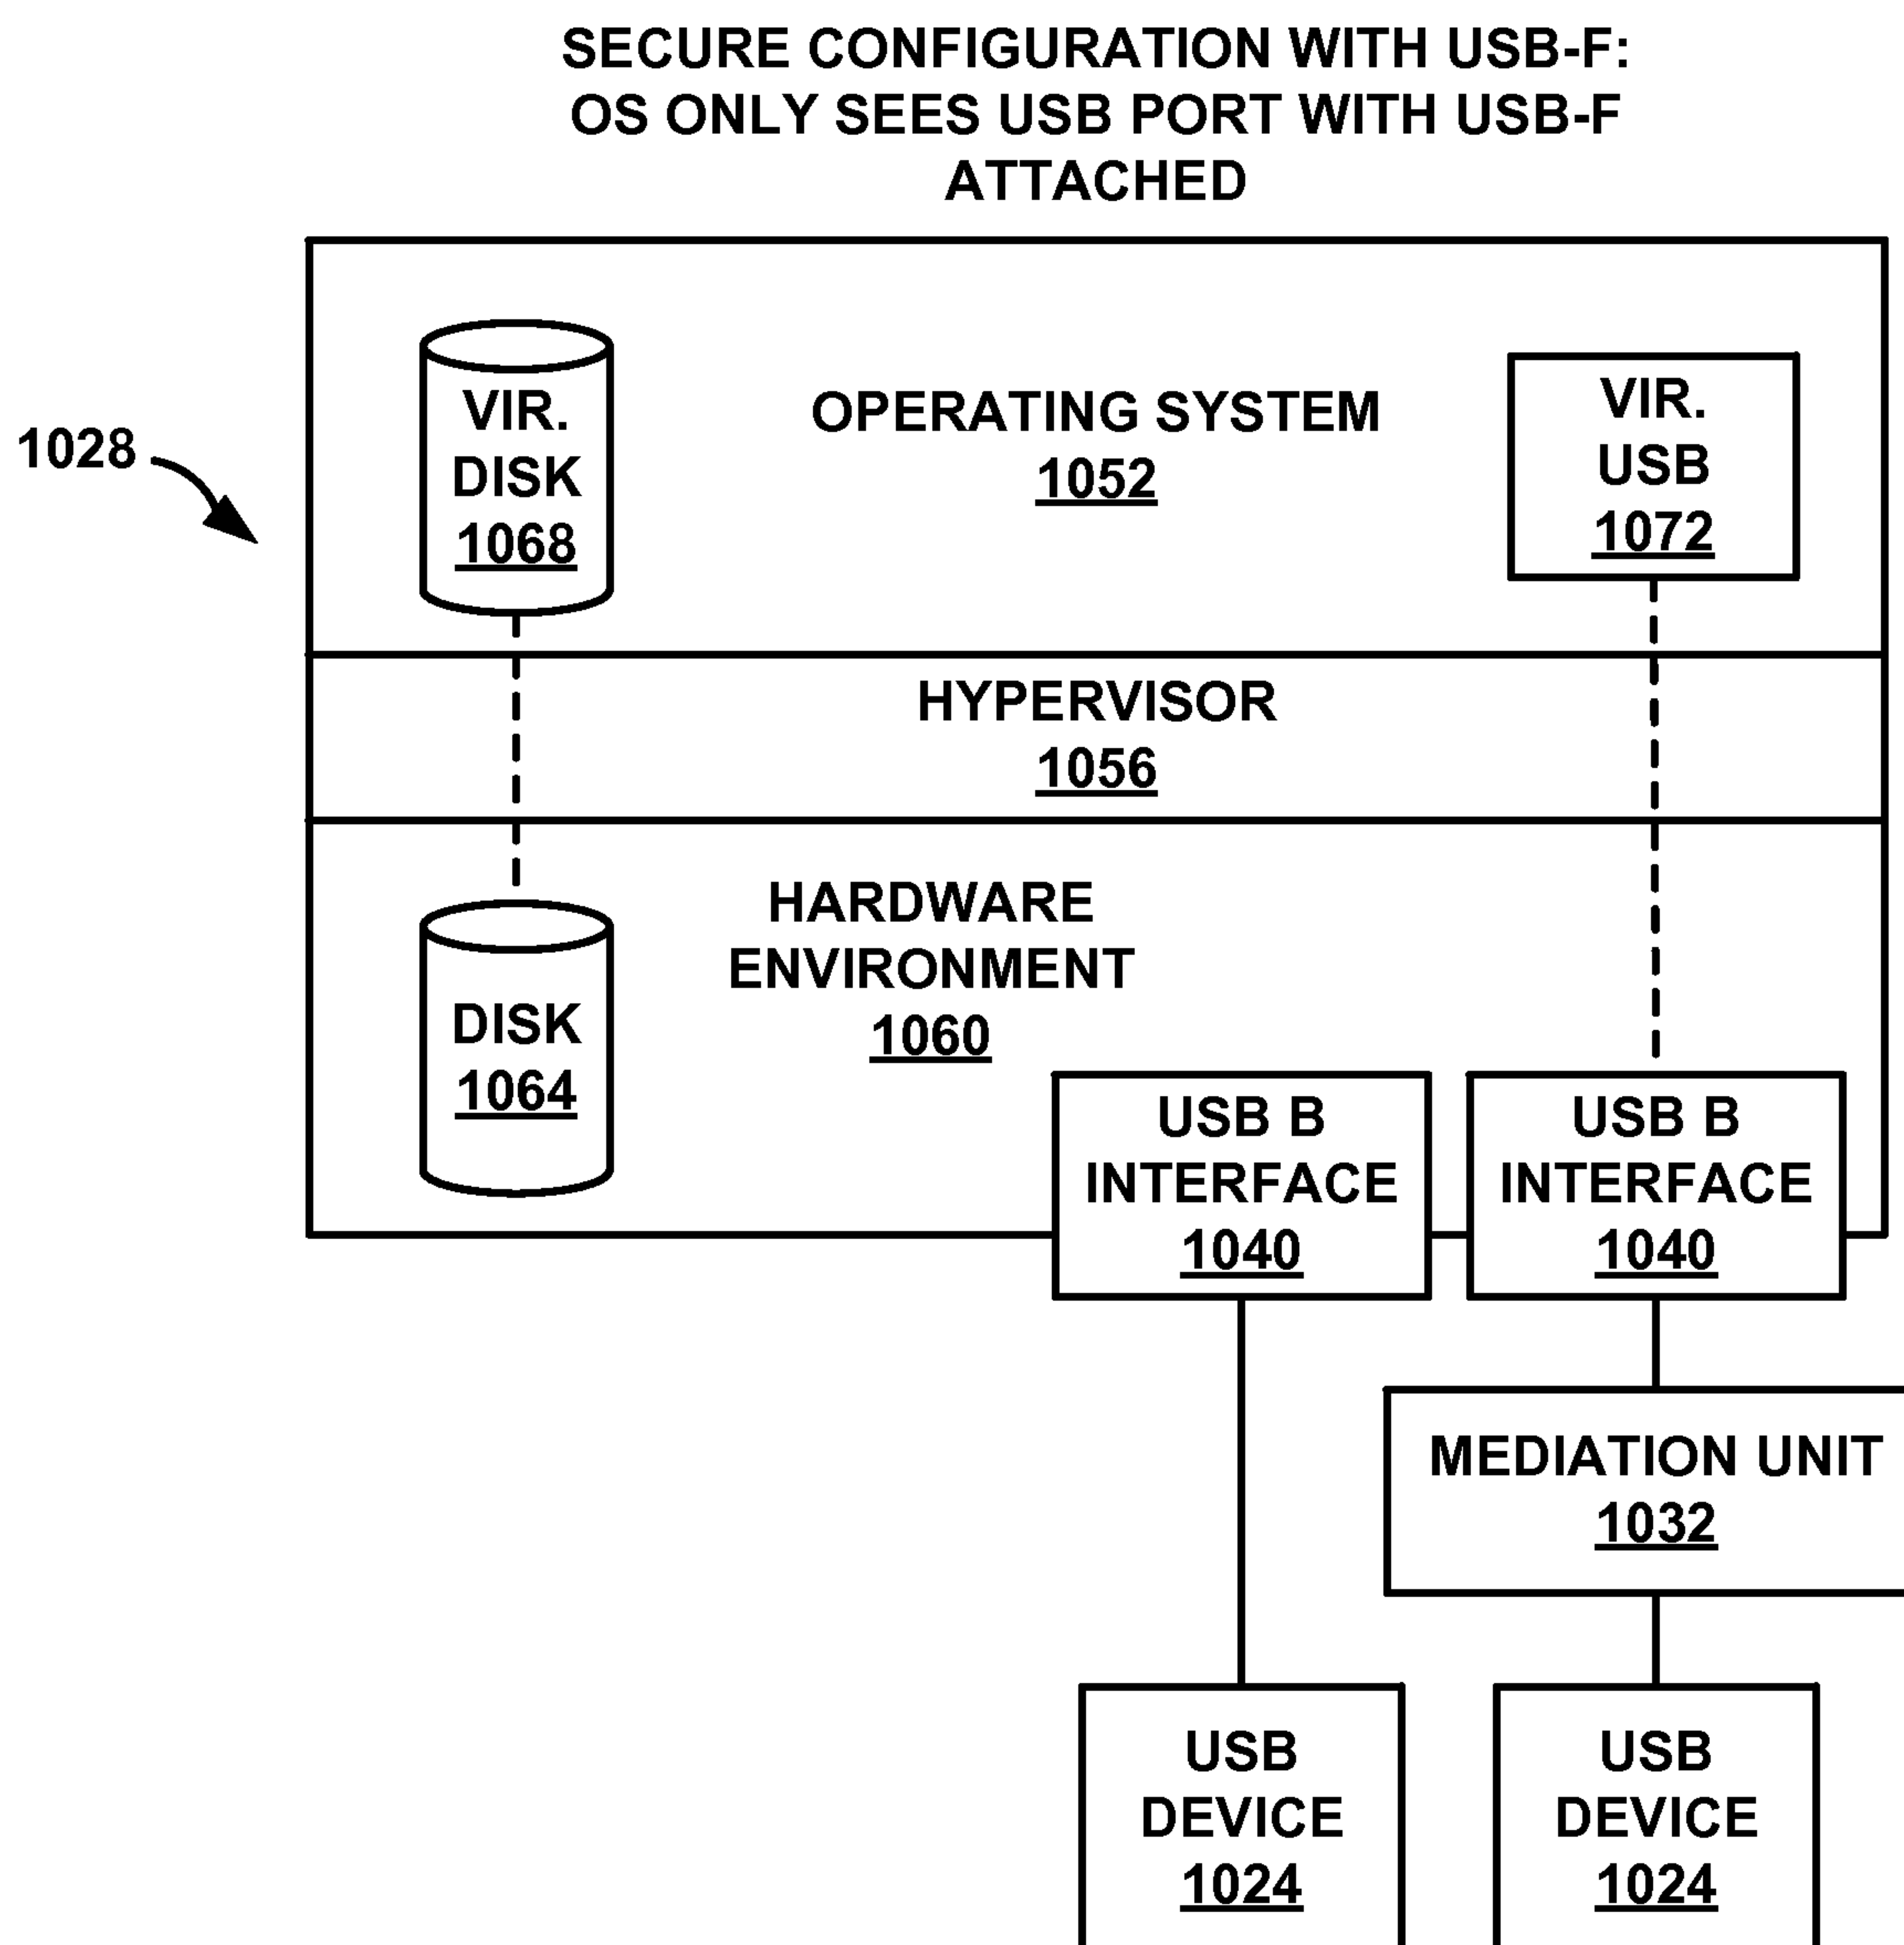 SECURE CONFIGURATION WITH USB-F:
OS ONLY SEES USB PORT WITH USB-F
ATTACHED
1028
VIR.
DISK
1068
OPERATING SYSTEM
1052
VIR.
USB
1072
HYPERVISOR
1056
HARDWARE
ENVIRONMENT
1060
DISK
1064
USB B
INTERFACE
1040
USB B
INTERFACE
1040
MEDIATION UNIT
1032
USB
DEVICE
1024
USB
DEVICE
1024